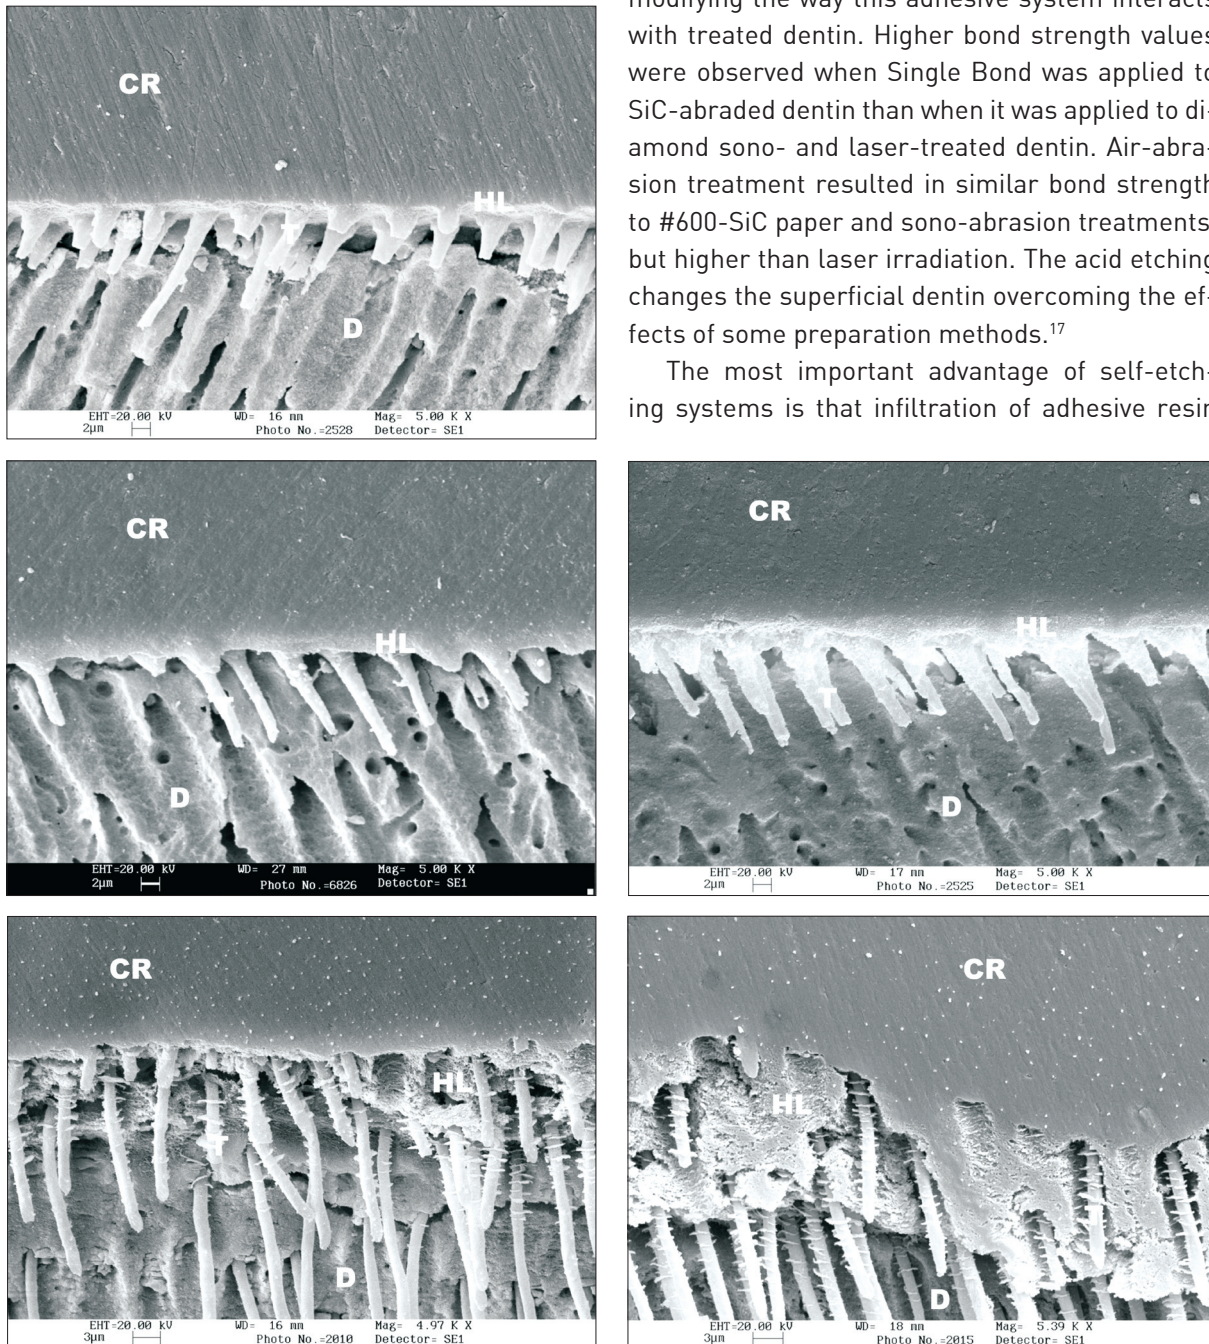 CR
HL
T
D
EHT=20.00 kV WD= 16 mm Mag= 5.00 K X
2µm Photo No.=2528 Detector= SE1
modifying the way this adhesive system interacts
with treated dentin. Higher bond strength values
were observed when Single Bond was applied to
SiC-abraded dentin than when it was applied to di-
amond sono- and laser-treated dentin. Air-abra-
sion treatment resulted in similar bond strength
to #600-SiC paper and sono-abrasion treatments
but higher than laser irradiation. The acid etching
changes the superficial dentin overcoming the ef-
fects of some preparation methods.17
The most important advantage of self-etch-
ing systems is that infiltration of adhesive resin
CR
HL
T
D
EHT=20.00 kV WD= 27 mm Mag= 5.00 K X
2µm Photo No.=6826 Detector= SE1
CR
HL
T
D
EHT=20.00 kV WD= 17 mm Mag= 5.00 K X
2µm Photo No.=2525 Detector= SE1
CR
HL
T
D
EHT=20.00 kV WD= 16 mm Mag= 4.97 K X
3µm Photo No.=2010 Detector= SE1
CR
HL
T
D
EHT=20.00 kV WD= 18 mm Mag= 5.39 K X
3µm Photo No.=2015 Detector= SE1